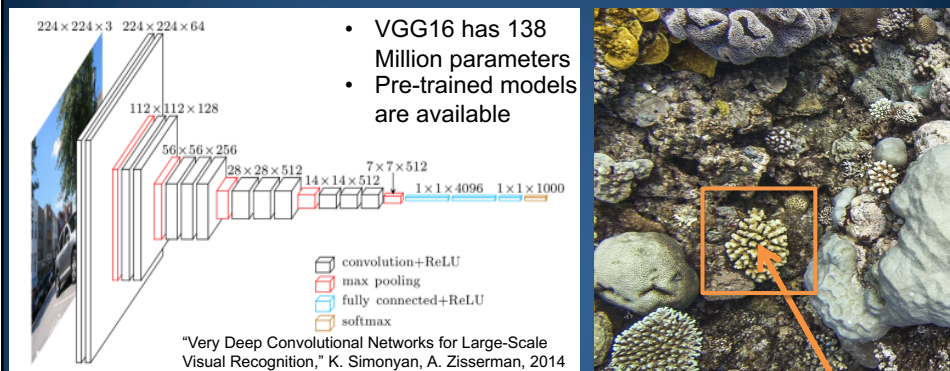 224×224×3 224×224×64
112×112×128
56×56×256
28×28×512
14×14×512
7×7×512
1×1×4096 1×1×1000
convolution+ReLU
max pooling
fully connected+ReLU
softmax
“Very Deep Convolutional Networks for Large-Scale
Visual Recognition,” K. Simonyan, A. Zisserman, 2014
• VGG16 has 138
Million parameters
• Pre-trained models
are available